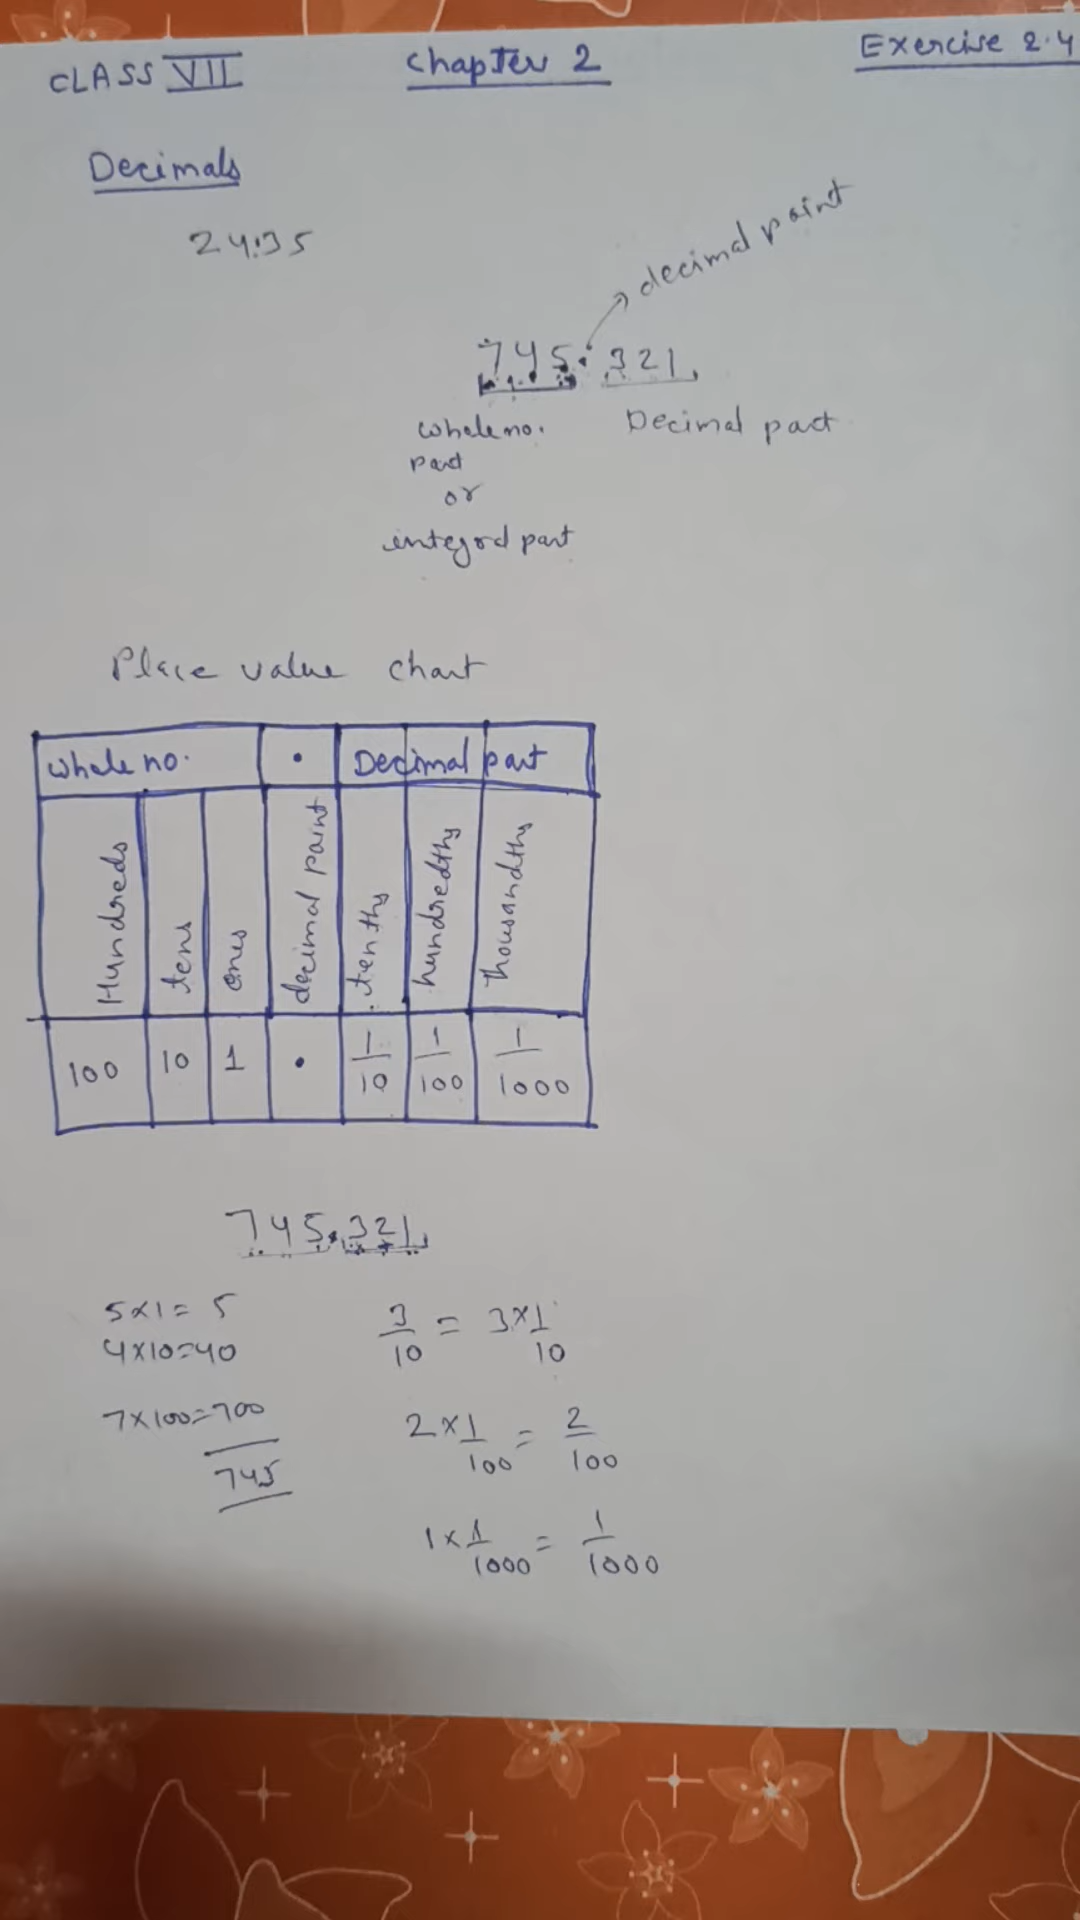 CLASS VII Chapter 2 Exercise 2.4
Decimals
24.35
decimal point
745.321
whole no. Decimal part
part
or
integral part
Place value chart
Whole no. . Decimal part
Hundreds tens ones decimal point tenths hundredths thousandths
100 10 1 . 1/10 1/100 1/1000
745.321
5×1=5 3/10 = 3×1/10
4×10=40
7×100=700 2×1/100 = 2/100
745
1×1/1000 = 1/1000